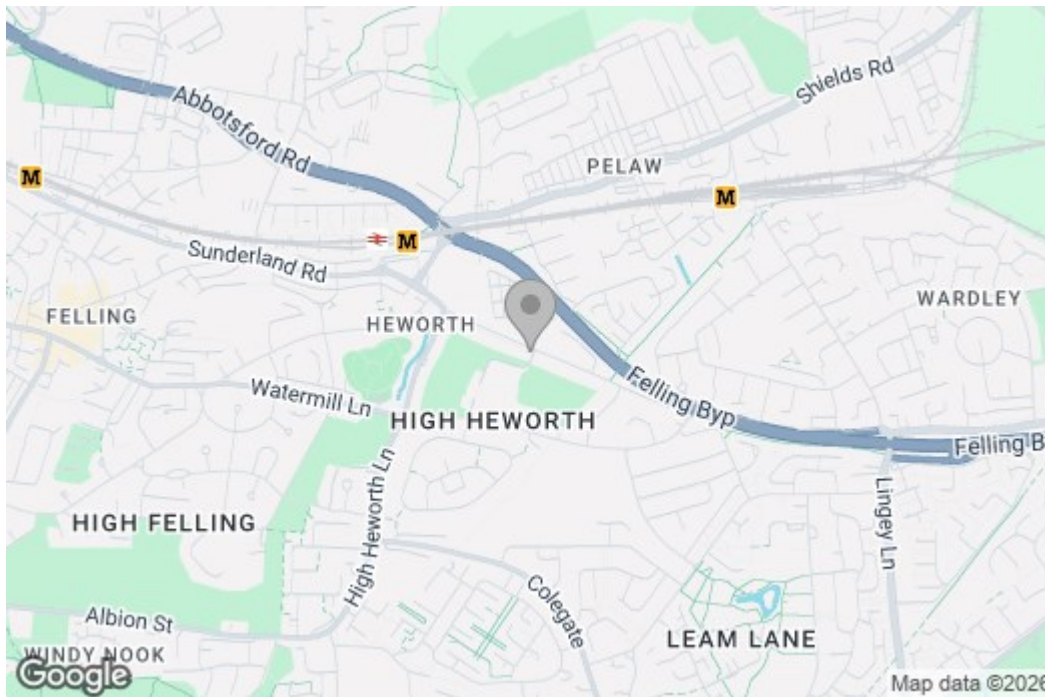 Abbotsford Rd
Shields Rd
PELAW
M
M
M
Sunderland Rd
WARDLEY
FELLING
HEWORTH
Watermill Ln
Felling Byp
HIGH HEWORTH
Felling B
High Heworth Ln
Lingey Ln
HIGH FELLING
Colegate
Albion St
LEAM LANE
WINDY NOOK
Google
Map data ©2026